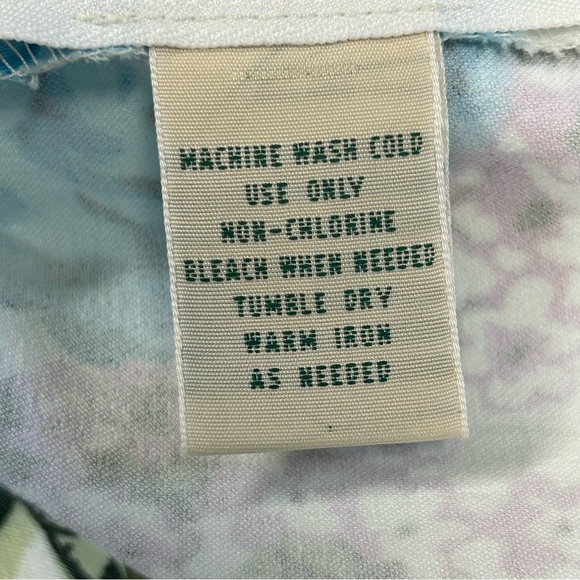 MACHINE WASH COLD
USE ONLY
NON-CHLORINE
BLEACH WHEN NEEDED
TUMBLE DRY
WARM IRON
AS NEEDED